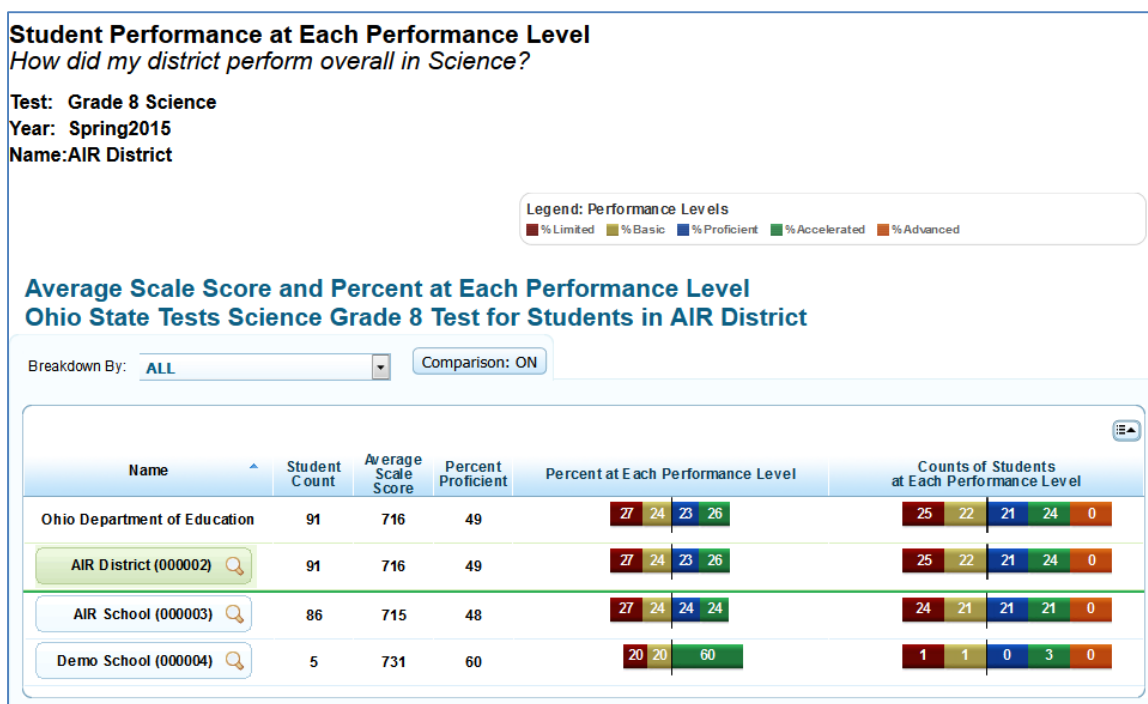 Student Performance at Each Performance Level
How did my district perform overall in Science?
Test: Grade 8 Science
Year: Spring2015
Name:AIR District
Legend: Performance Levels
%Limited %Basic %Proficient %Accelerated %Advanced
Average Scale Score and Percent at Each Performance Level
Ohio State Tests Science Grade 8 Test for Students in AIR District
Breakdown By: ALL Comparison: ON
Name Student Count Average Scale Score Percent Proficient Percent at Each Performance Level Counts of Students at Each Performance Level
Ohio Department of Education 91 716 49 27 24 23 26 25 22 21 24 0
AIR District (000002) 91 716 49 27 24 23 26 25 22 21 24 0
AIR School (000003) 86 715 48 27 24 24 24 24 21 21 21 0
Demo School (000004) 5 731 60 20 20 60 1 1 0 3 0